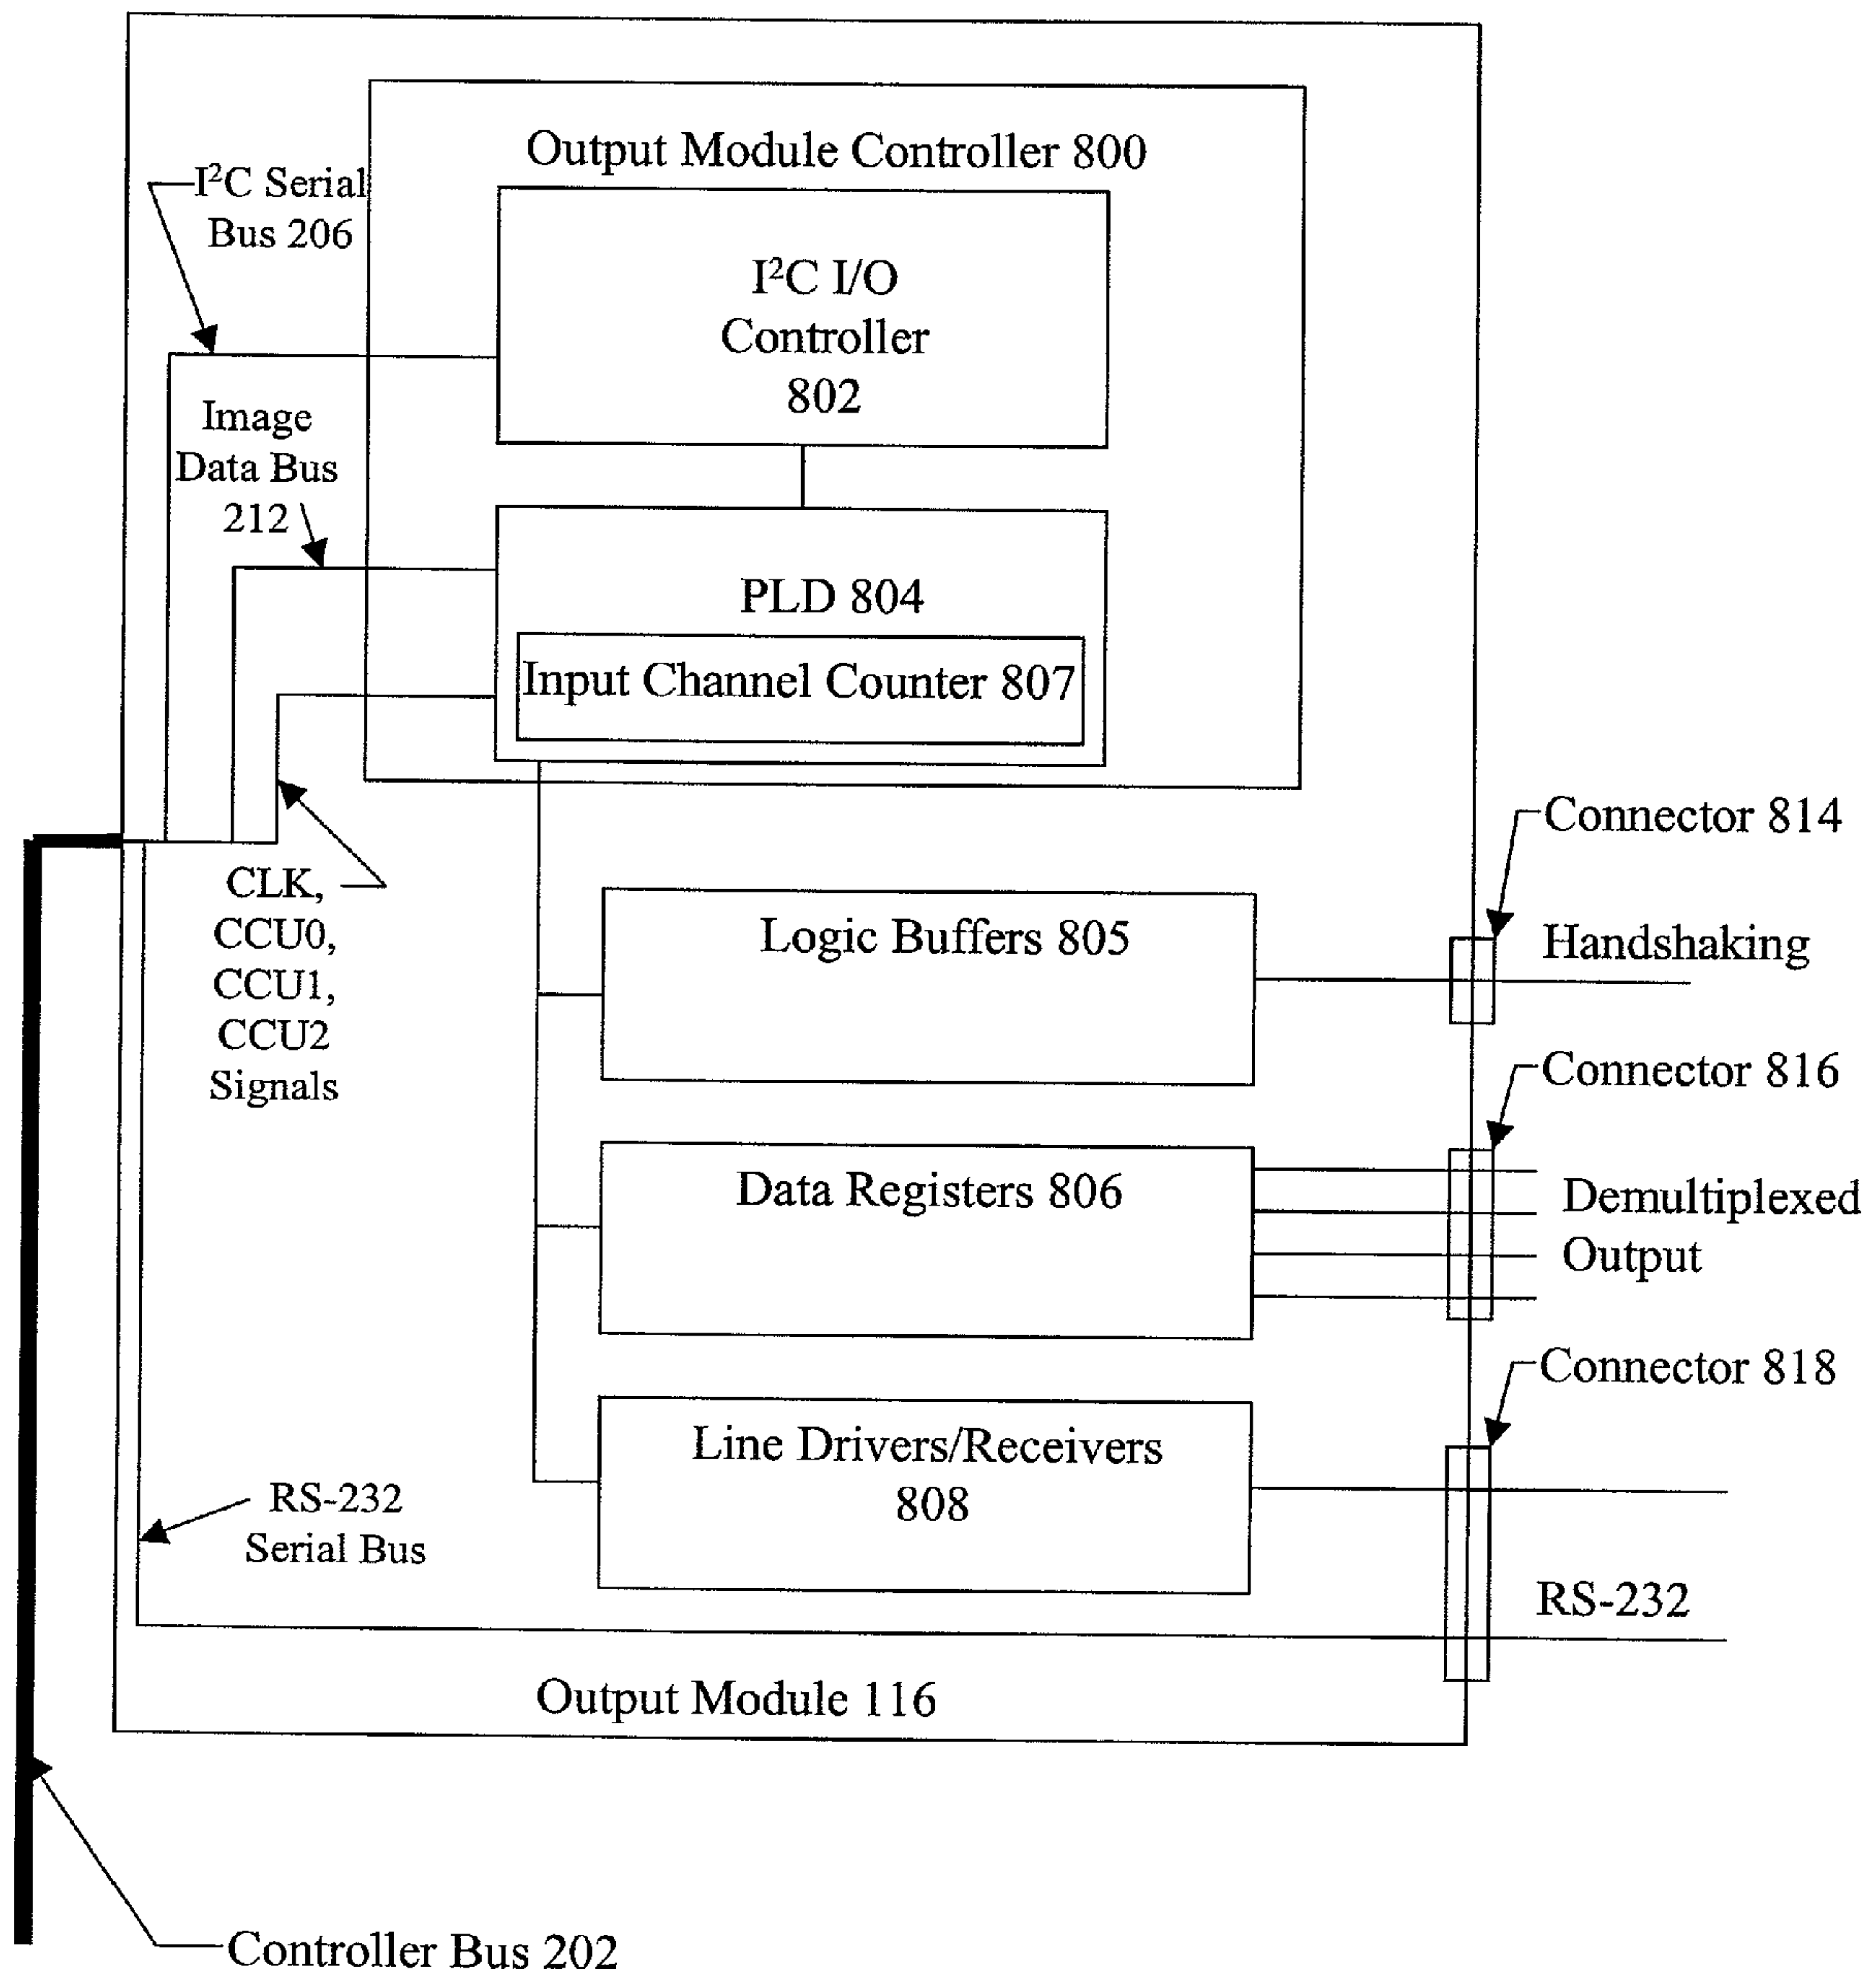 Output Module Controller 800
I²C Serial
Bus 206
I²C I/O
Controller
802
Image
Data Bus
212
PLD 804
Input Channel Counter 807
CLK,
CCU0,
CCU1,
CCU2
Signals
Connector 814
Logic Buffers 805
Handshaking
Connector 816
Data Registers 806
Demultiplexed
Output
Connector 818
Line Drivers/Receivers
808
RS-232
Serial Bus
RS-232
Output Module 116
Controller Bus 202